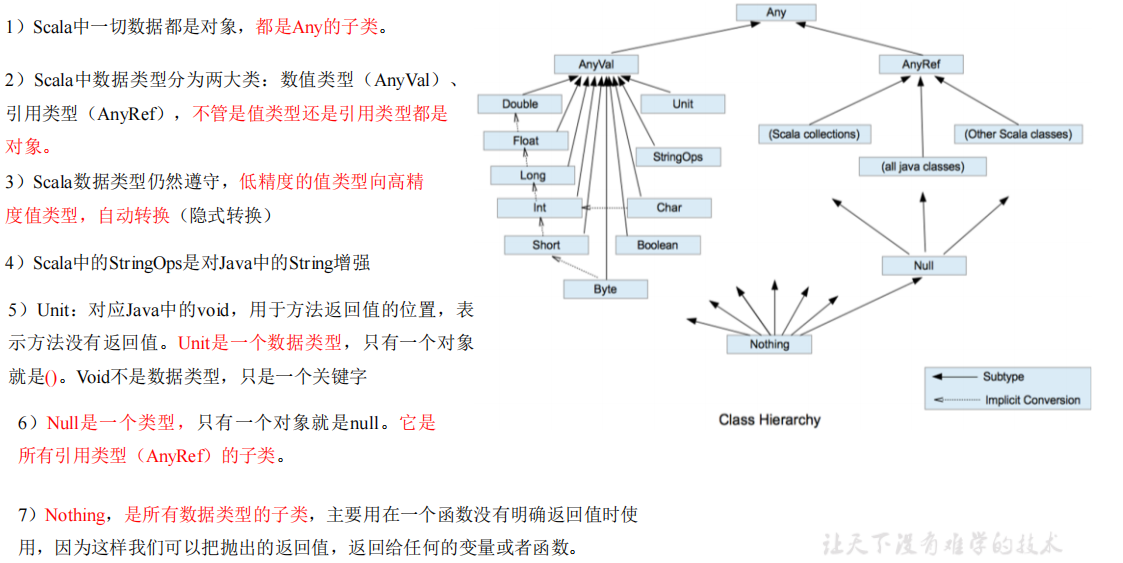 1）Scala中一切数据都是对象，都是Any的子类。
2）Scala中数据类型分为两大类：数值类型（AnyVal）、
引用类型（AnyRef），不管是值类型还是引用类型都是
对象。
3）Scala数据类型仍然遵守，低精度的值类型向高精
度值类型，自动转换（隐式转换）
4）Scala中的StringOps是对Java中的String增强
5）Unit：对应Java中的void，用于方法返回值的位置，表
示方法没有返回值。Unit是一个数据类型，只有一个对象
就是()。Void不是数据类型，只是一个关键字
6）Null是一个类型，只有一个对象就是null。它是
所有引用类型（AnyRef）的子类。
7）Nothing，是所有数据类型的子类，主要用在一个函数没有明确返回值时使
用，因为这样我们可以把抛出的返回值，返回给任何的变量或者函数。
Any
AnyVal
AnyRef
Double
Unit
Float
StringOps
Long
Int
Char
Short
Boolean
Byte
(Scala collections)
(Other Scala classes)
(all java classes)
Null
Nothing
Subtype
Implicit Conversion
Class Hierarchy
让天下没有难学的技术